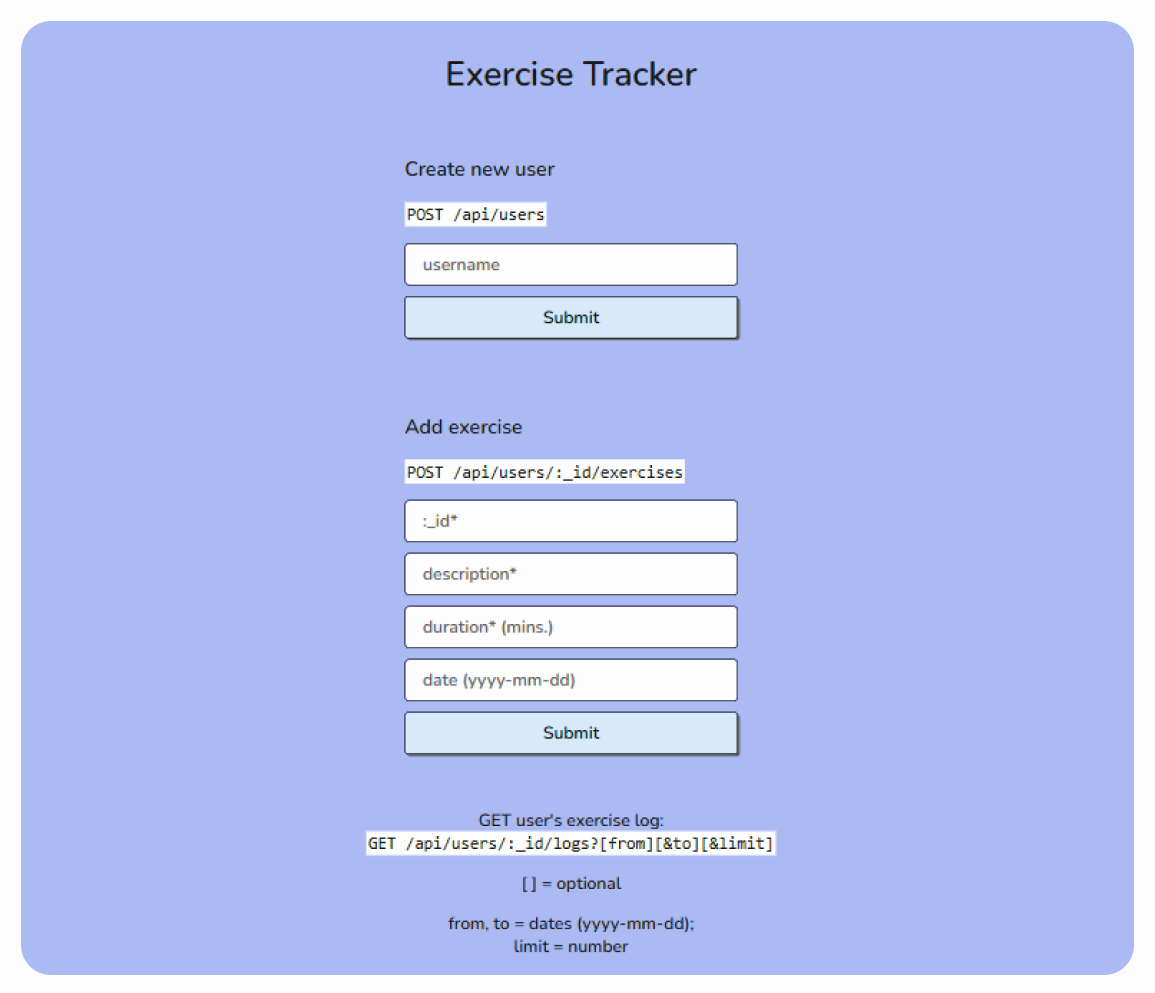 Exercise Tracker
Create new user
POST /api/users
username
Submit
Add exercise
POST /api/users/:_id/exercises
:_id*
description*
duration* (mins.)
date (yyyy-mm-dd)
Submit
GET user's exercise log:
GET /api/users/:_id/logs?[from][&to][&limit]
[ ] = optional
from, to = dates (yyyy-mm-dd);
limit = number